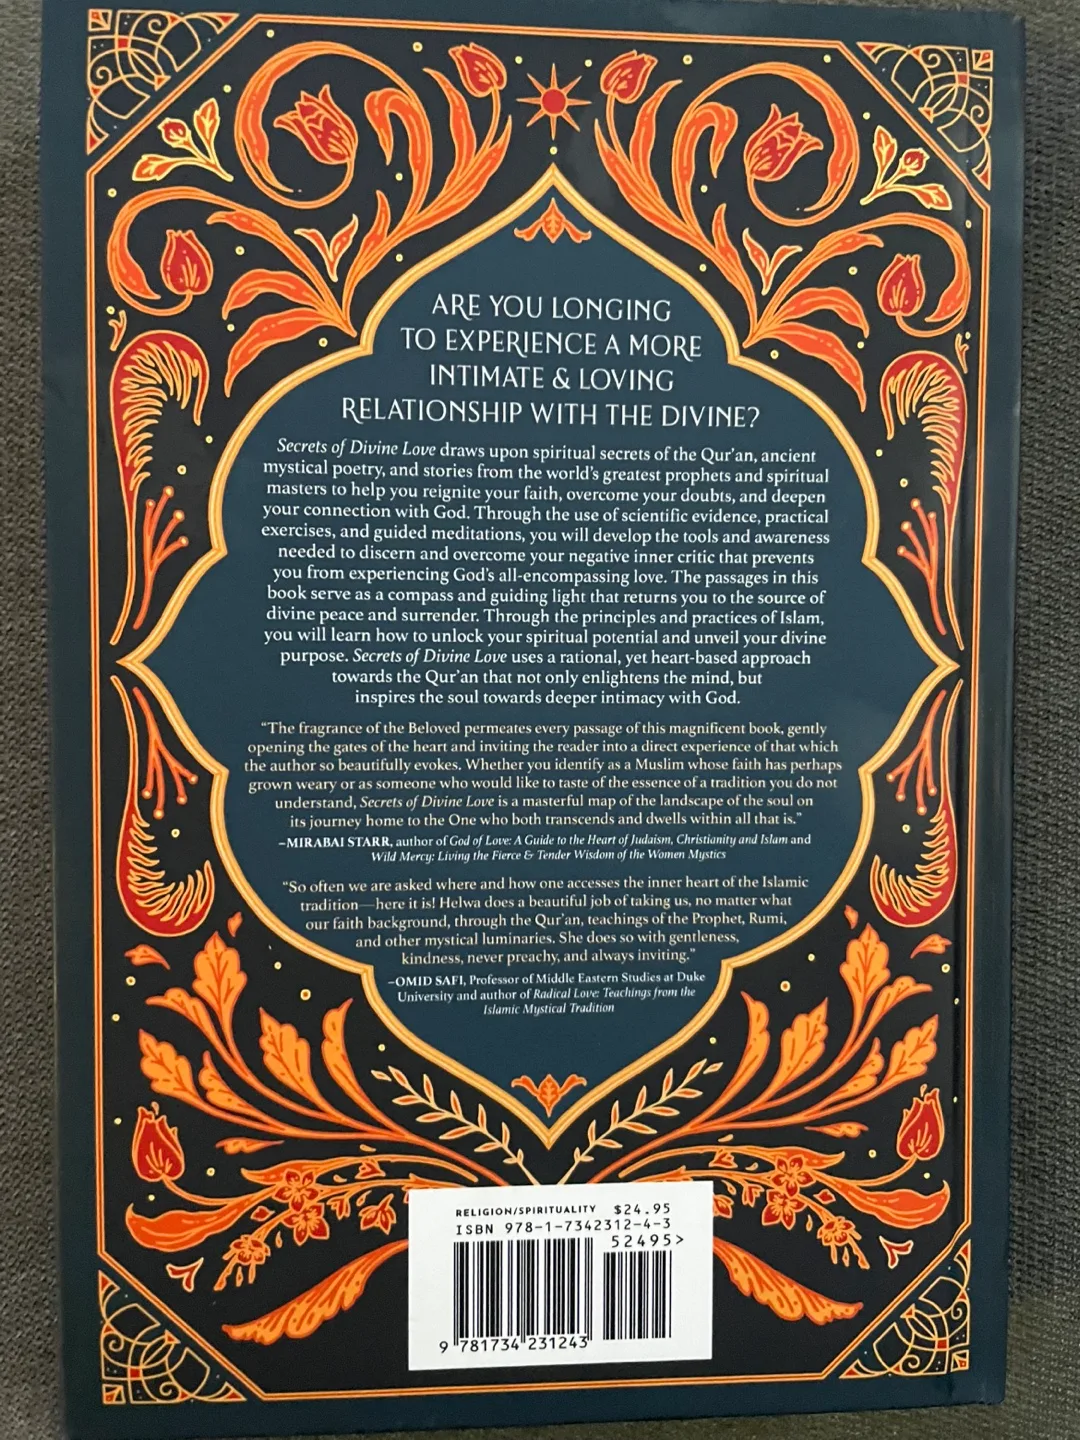 ARE YOU LONGING
TO EXPERIENCE A MORE
INTIMATE & LOVING
RELATIONSHIP WITH THE DIVINE?
Secrets of Divine Love draws upon spiritual secrets of the Qur'an, ancient
mystical poetry, and stories from the world's greatest prophets and spiritual
masters to help you reignite your faith, overcome your doubts, and deepen
your connection with God. Through the use of scientific evidence, practical
exercises, and guided meditations, you will develop the tools and awareness
needed to discern and overcome your negative inner critic that prevents
you from experiencing God's all-encompassing love. The passages in this
book serve as a compass and guiding light that returns you to the source of
divine peace and surrender. Through the principles and practices of Islam,
you will learn how to unlock your spiritual potential and unveil your divine
purpose. Secrets of Divine Love uses a rational, yet heart-based approach
towards the Qur'an that not only enlightens the mind, but
inspires the soul towards deeper intimacy with God.
"The fragrance of the Beloved permeates every passage of this magnificent book, gently
opening the gates of the heart and inviting the reader into a direct experience of that which
the author so beautifully evokes. Whether you identify as a Muslim whose faith has perhaps
grown weary or as someone who would like to taste of the essence of a tradition you do not
understand, Secrets of Divine Love is a masterful map of the landscape of the soul on
its journey home to the One who both transcends and dwells within all that is."
–MIRABAI STARR, author of God of Love: A Guide to the Heart of Judaism, Christianity and Islam and
Wild Mercy: Living the Fierce & Tender Wisdom of the Women Mystics
"So often we are asked where and how one accesses the inner heart of the Islamic
tradition—here it is! Helwa does a beautiful job of taking us, no matter what
our faith background, through the Qur'an, teachings of the Prophet, Rumi,
and other mystical luminaries. She does so with gentleness,
kindness, never preachy, and always inviting."
–OMID SAFI, Professor of Middle Eastern Studies at Duke
University and author of Radical Love: Teachings from the
Islamic Mystical Tradition
RELIGION/SPIRITUALITY $24.95
ISBN 978-1-7342312-4-3
52495>
9 781734 231243